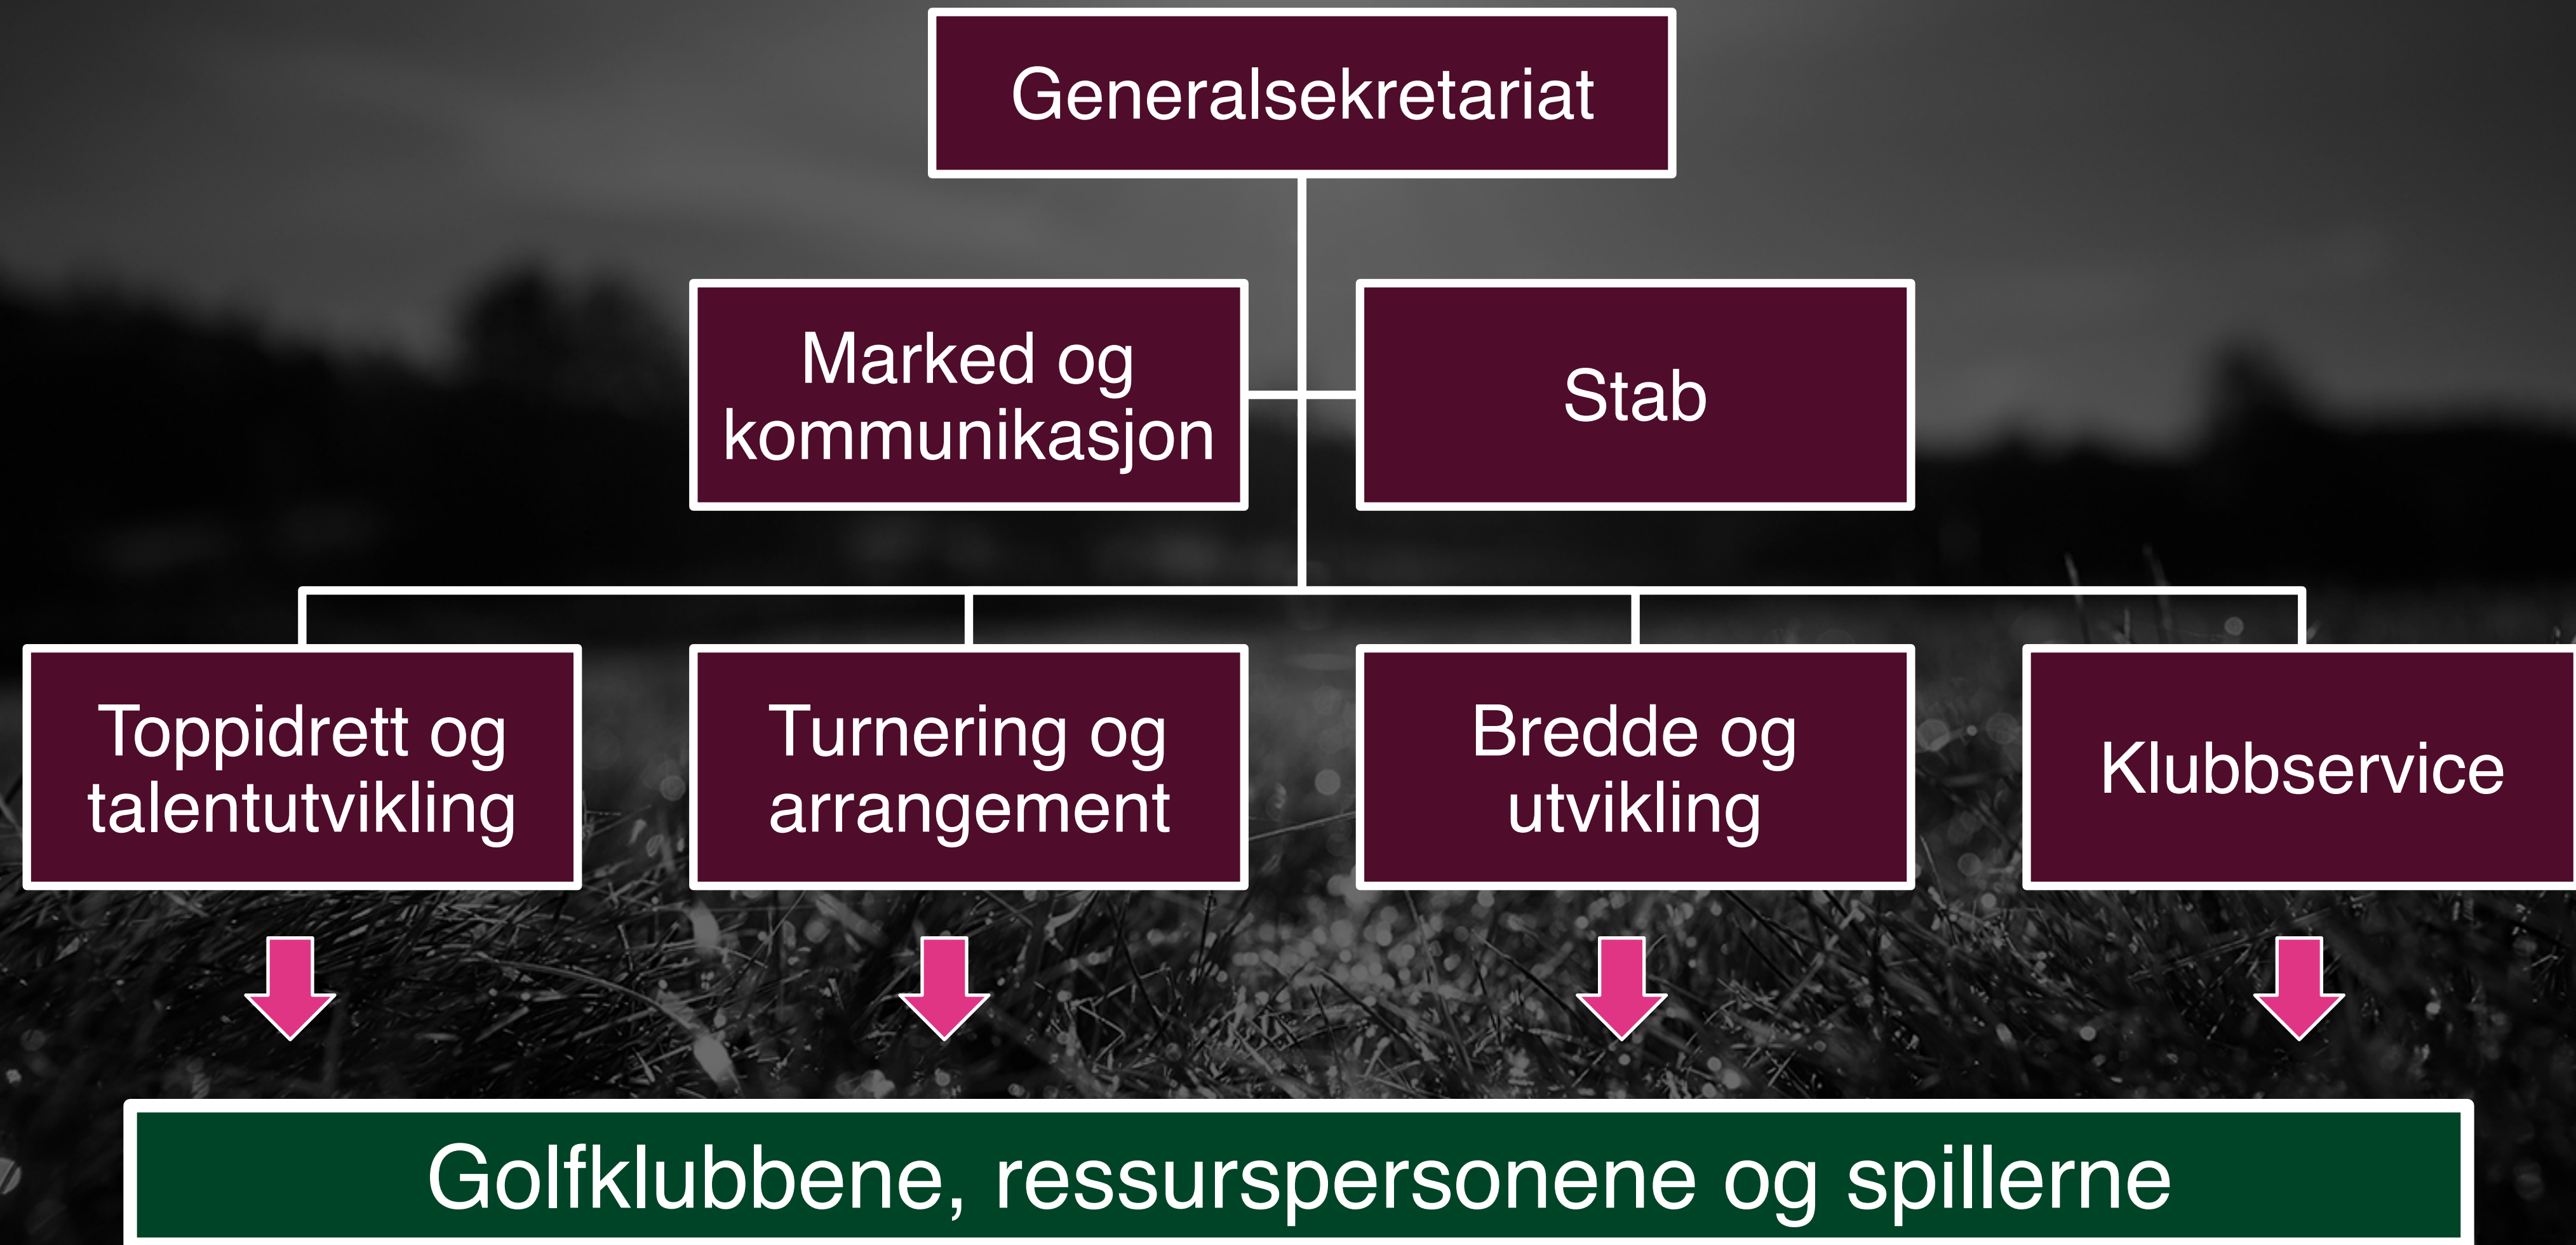 Generalsekretariat
Marked og
kommunikasjon
Stab
Toppidrett og
talentutvikling
Turnering og
arrangement
Bredde og
utvikling
Klubbservice
Golfklubbene, ressurspersonene og spillerne